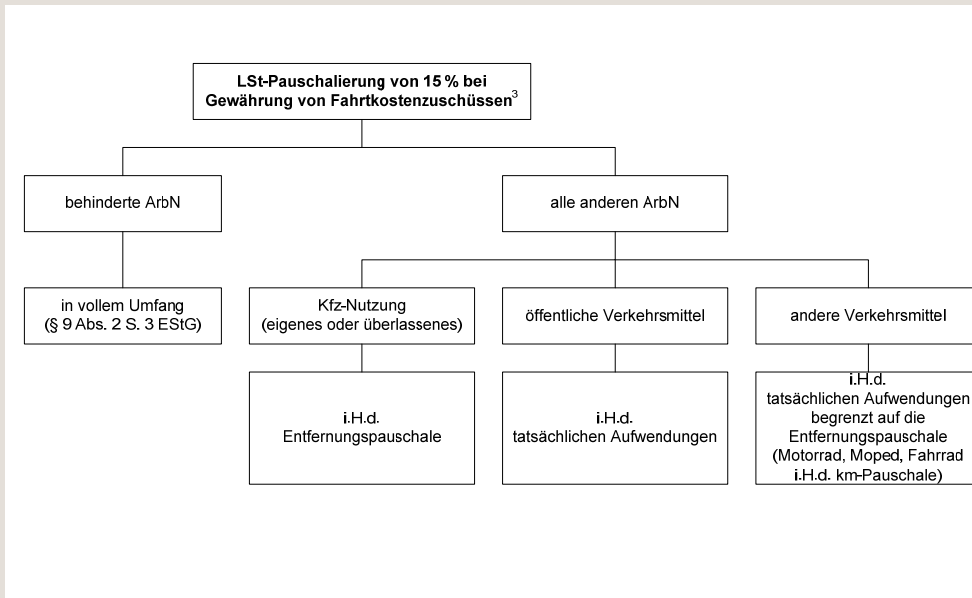 LSt-Pauschalierung von 15 % bei
Gewährung von Fahrtkostenzuschüssen³
behinderte ArbN
alle anderen ArbN
in vollem Umfang
(§ 9 Abs. 2 S. 3 EStG)
Kfz-Nutzung
(eigenes oder überlassenes)
öffentliche Verkehrsmittel
andere Verkehrsmittel
i.H.d.
Entfernungspauschale
i.H.d.
tatsächlichen Aufwendungen
i.H.d.
tatsächlichen Aufwendungen
begrenzt auf die
Entfernungspauschale
(Motorrad, Moped, Fahrrad
i.H.d. km-Pauschale)